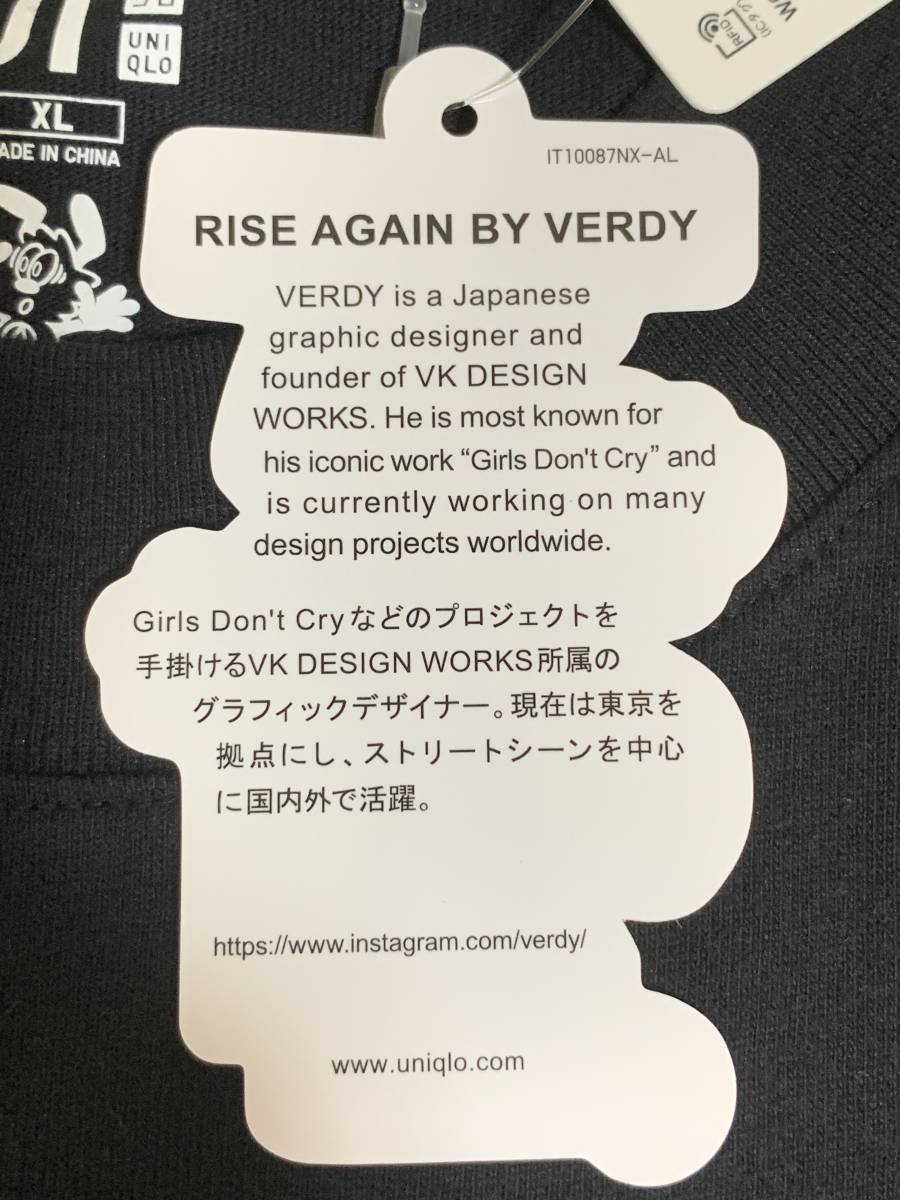 UNI
QLO
XL
ADE IN CHINA
RFID
IT10087NX-AL
RISE AGAIN BY VERDY
VERDY is a Japanese
graphic designer and
founder of VK DESIGN
WORKS. He is most known for
his iconic work “Girls Don't Cry” and
is currently working on many
design projects worldwide.
Girls Don't Cryなどのプロジェクトを
手掛けるVK DESIGN WORKS所属の
グラフィックデザイナー。現在は東京を
拠点にし、ストリートシーンを中心
に国内外で活躍。
https://www.instagram.com/verdy/
www.uniqlo.com